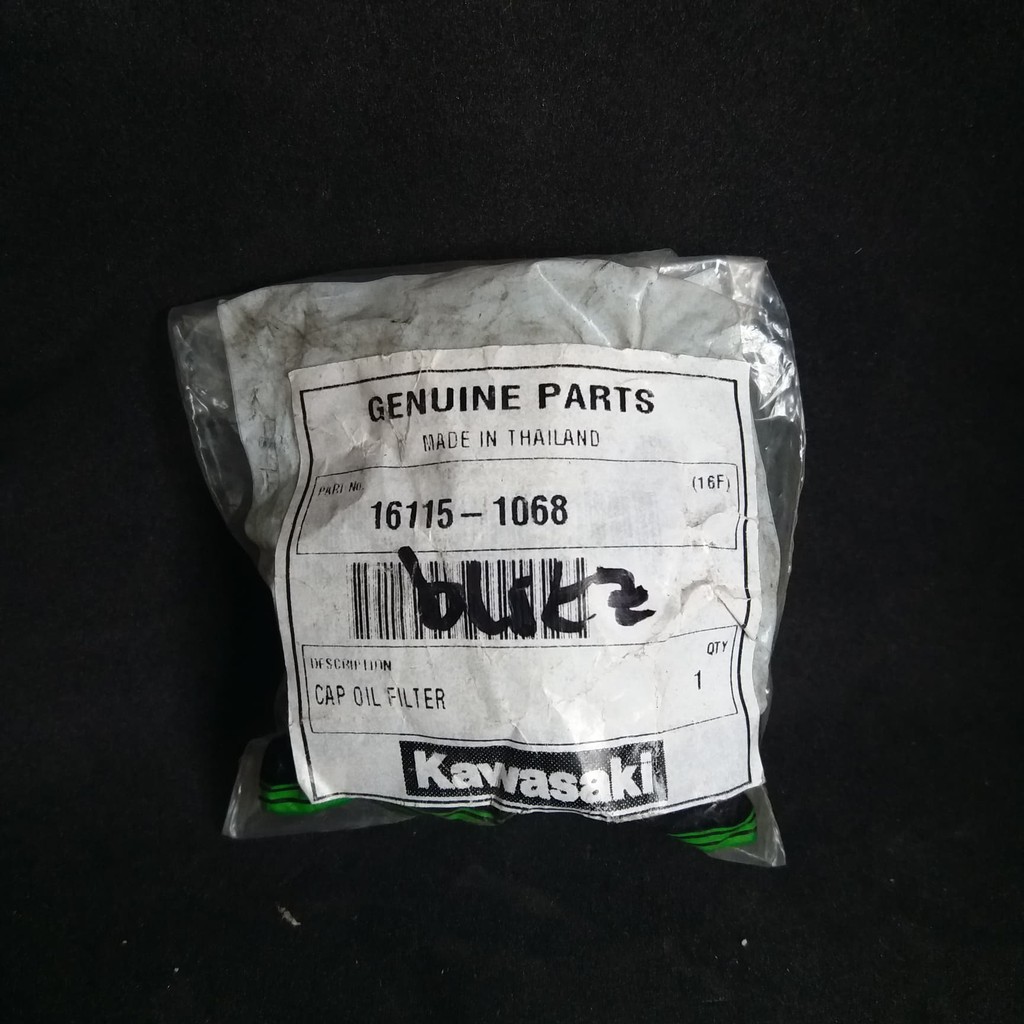 GENUINE PARTS
MADE IN THAILAND
PART NO. (16F)
16115-1068
blitz
DESCRIPTION QTY
CAP OIL FILTER 1
Kawasaki